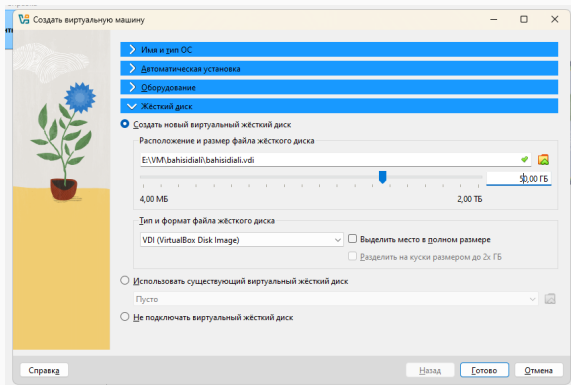 Создать виртуальную машину
Имя и тип ОС
Автоматическая установка
Оборудование
Жёсткий диск
Создать новый виртуальный жёсткий диск
Расположение и размер файла жёсткого диска
E:\VM\bahisidiali\bahisidiali.vdi
50,00 ГБ
4,00 МБ 2,00 ТБ
Тип и формат файла жёсткого диска
VDI (VirtualBox Disk Image) Выделить место в полном размере
Разделить на куски размером до 2х ГБ
Использовать существующий виртуальный жёсткий диск
Пусто
Не подключать виртуальный жёсткий диск
Справка Назад Готово Отмена